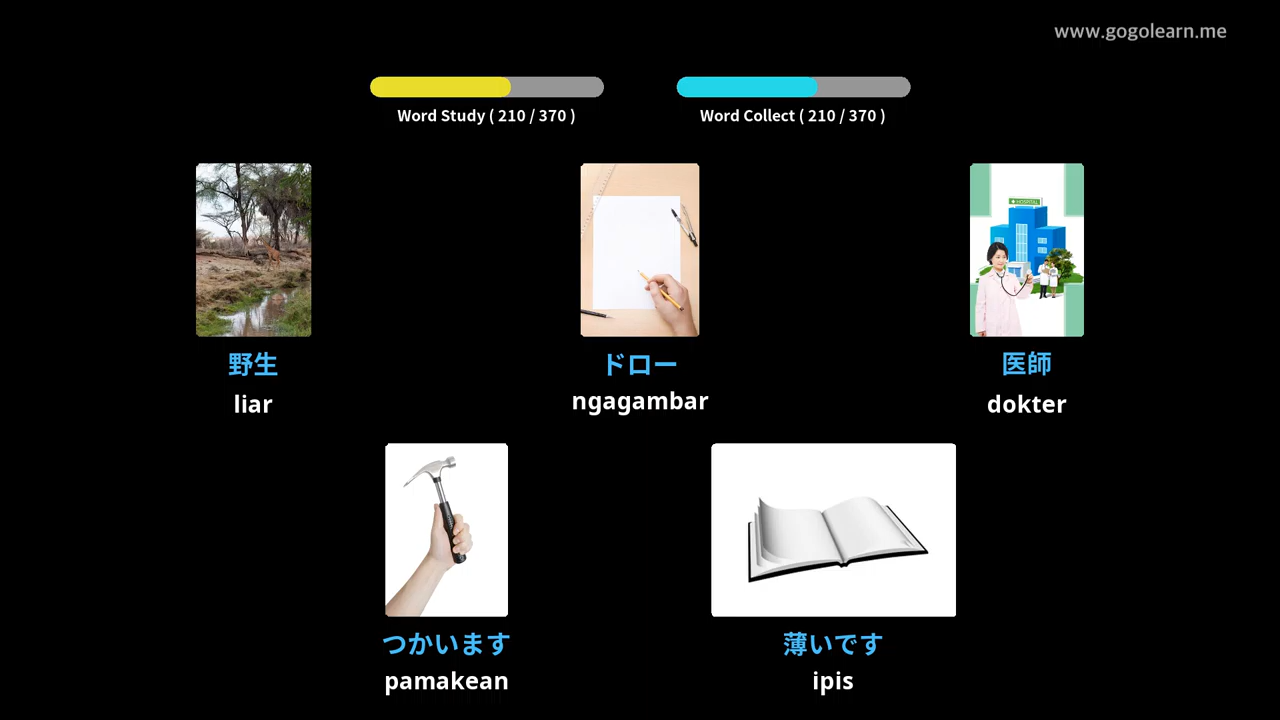 www.gogolearn.me
Word Study ( 210 / 370 )
Word Collect ( 210 / 370 )
HOSPITAL
野生
liar
ドロー
ngagambar
医師
dokter
つかいます
pamakean
薄いです
ipis